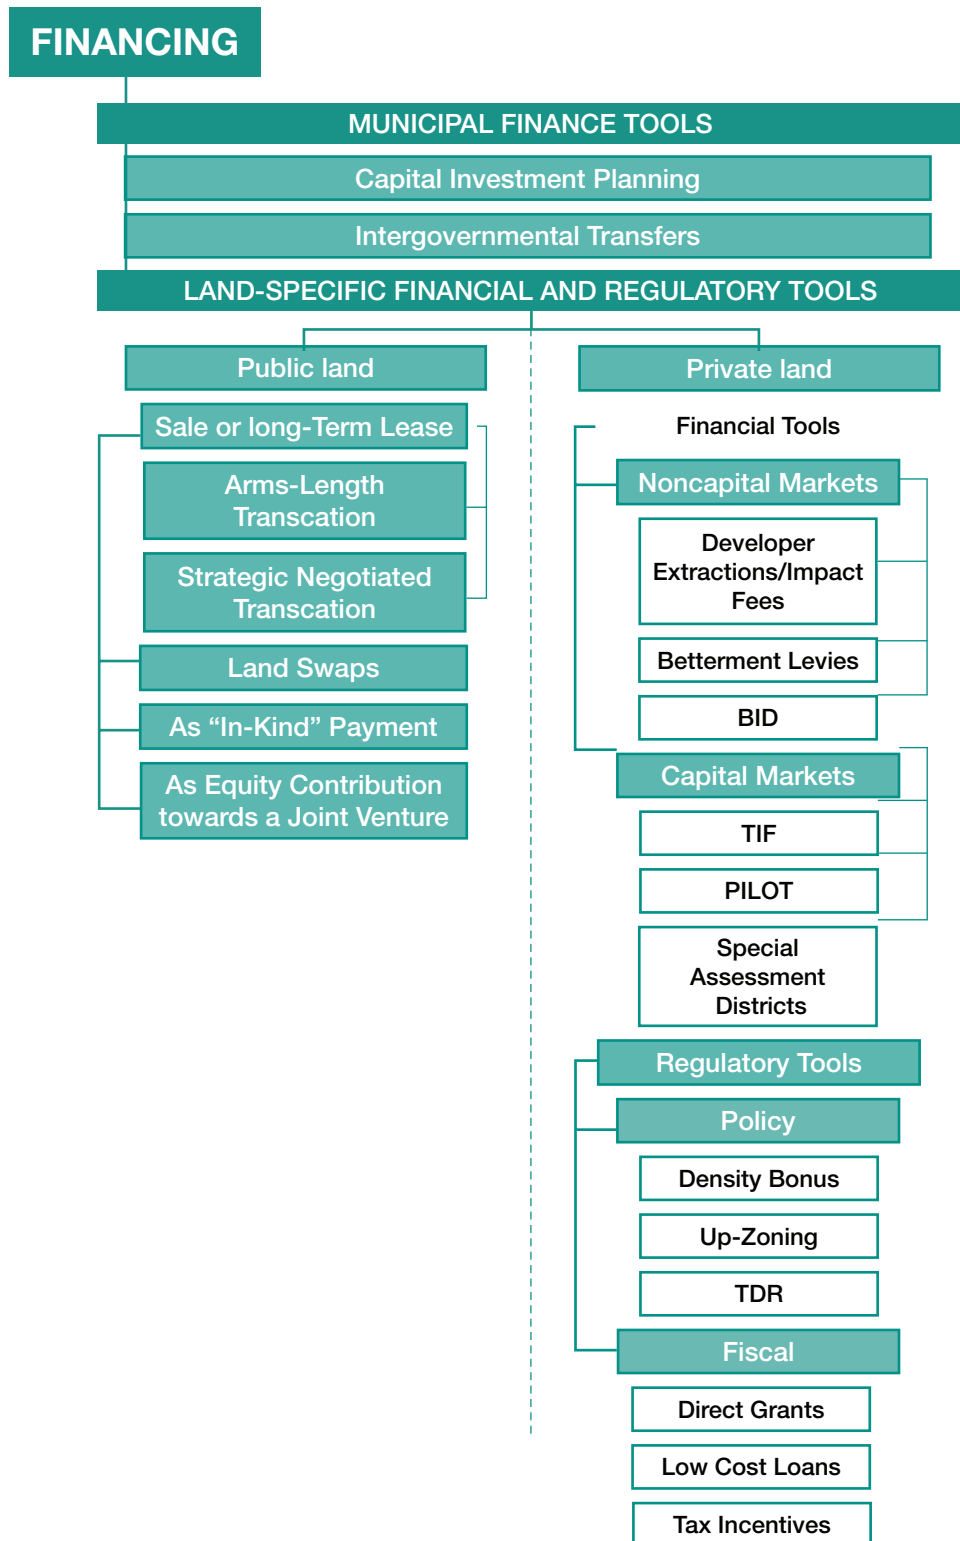 FINANCING
MUNICIPAL FINANCE TOOLS
Capital Investment Planning
Intergovernmental Transfers
LAND-SPECIFIC FINANCIAL AND REGULATORY TOOLS
Public land
Sale or long-Term Lease
Arms-Length
Transcation
Strategic Negotiated
Transcation
Land Swaps
As “In-Kind” Payment
As Equity Contribution
towards a Joint Venture
Private land
Financial Tools
Noncapital Markets
Developer
Extractions/Impact
Fees
Betterment Levies
BID
Capital Markets
TIF
PILOT
Special
Assessment
Districts
Regulatory Tools
Policy
Density Bonus
Up-Zoning
TDR
Fiscal
Direct Grants
Low Cost Loans
Tax Incentives